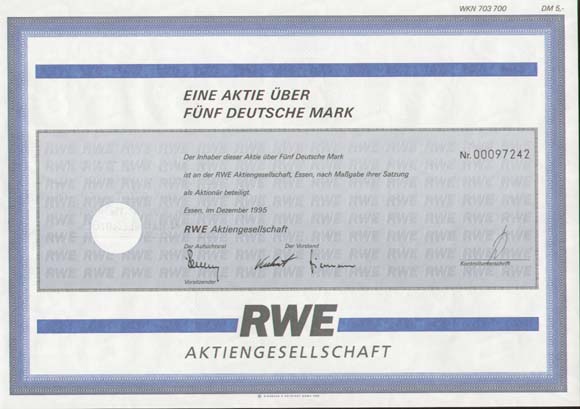 WKN 703 700 DM 5,-
EINE AKTIE ÜBER
FÜNF DEUTSCHE MARK
Der Inhaber dieser Aktie über Fünf Deutsche Mark
Nr. 00097242
ist an der RWE Aktiengesellschaft, Essen, nach Maßgabe ihrer Satzung
als Aktionär beteiligt
Essen, im Dezember 1995
RWE Aktiengesellschaft
Der Aufsichtsrat Der Vorstand
Kontrollunterschrift
Vorsitzender
RWE
AKTIENGESELLSCHAFT